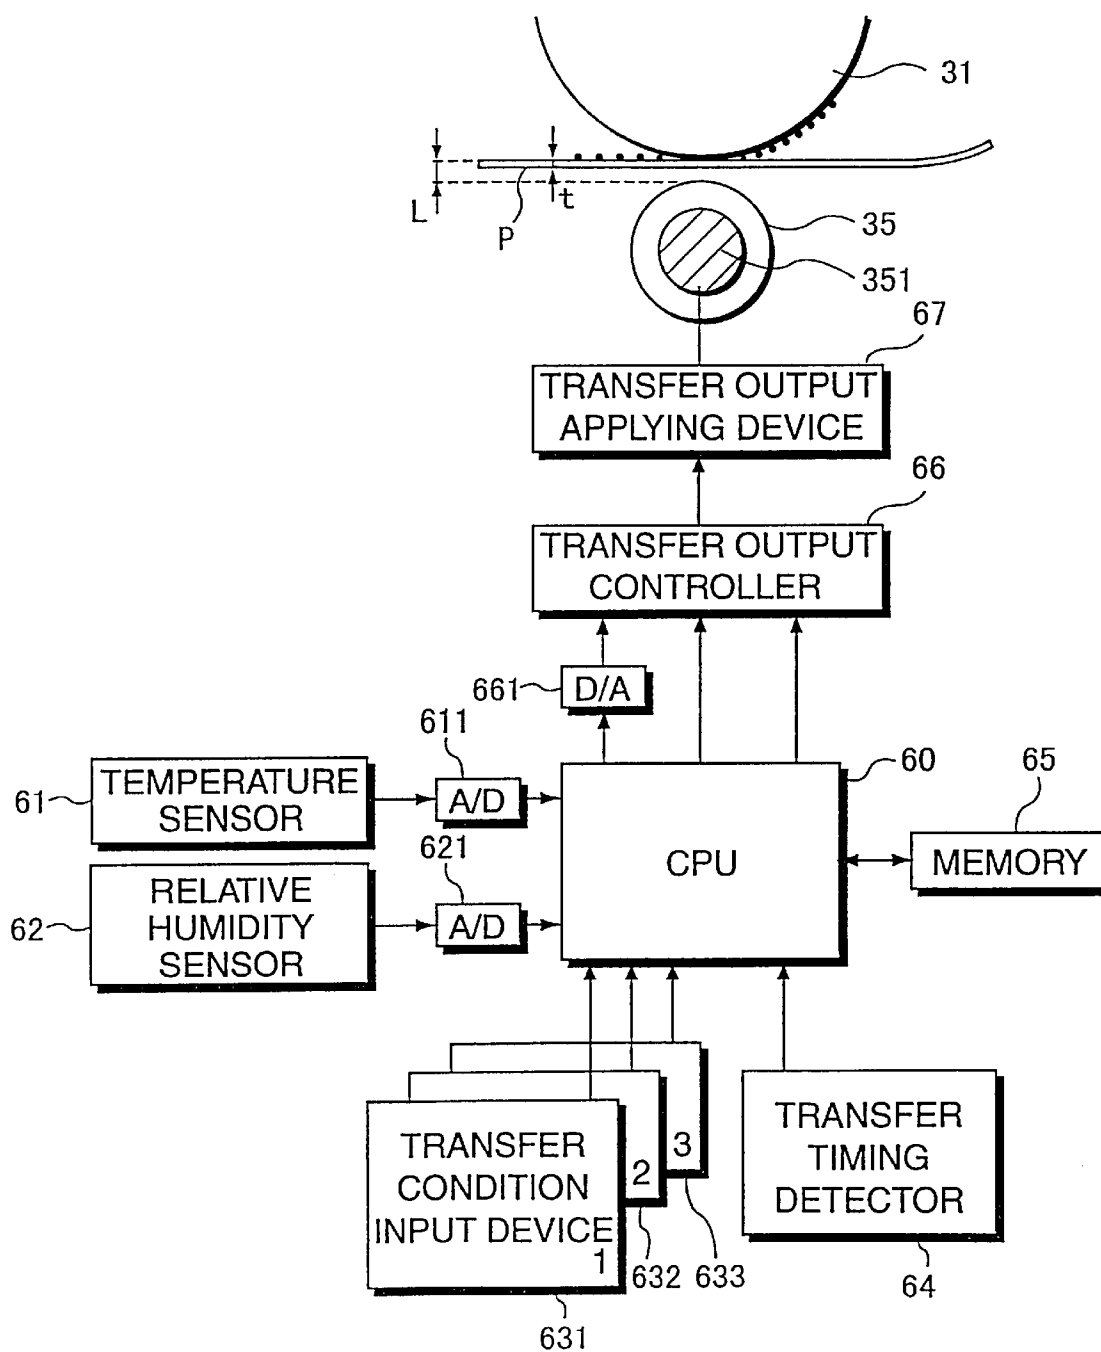 31
L
P
t
35
351
67
TRANSFER OUTPUT
APPLYING DEVICE
66
TRANSFER OUTPUT
CONTROLLER
661
D/A
611
61
TEMPERATURE
SENSOR
A/D
60
65
CPU
MEMORY
621
62
RELATIVE
HUMIDITY
SENSOR
A/D
TRANSFER
CONDITION
INPUT DEVICE
1
2
3
TRANSFER
TIMING
DETECTOR
631
632
633
64